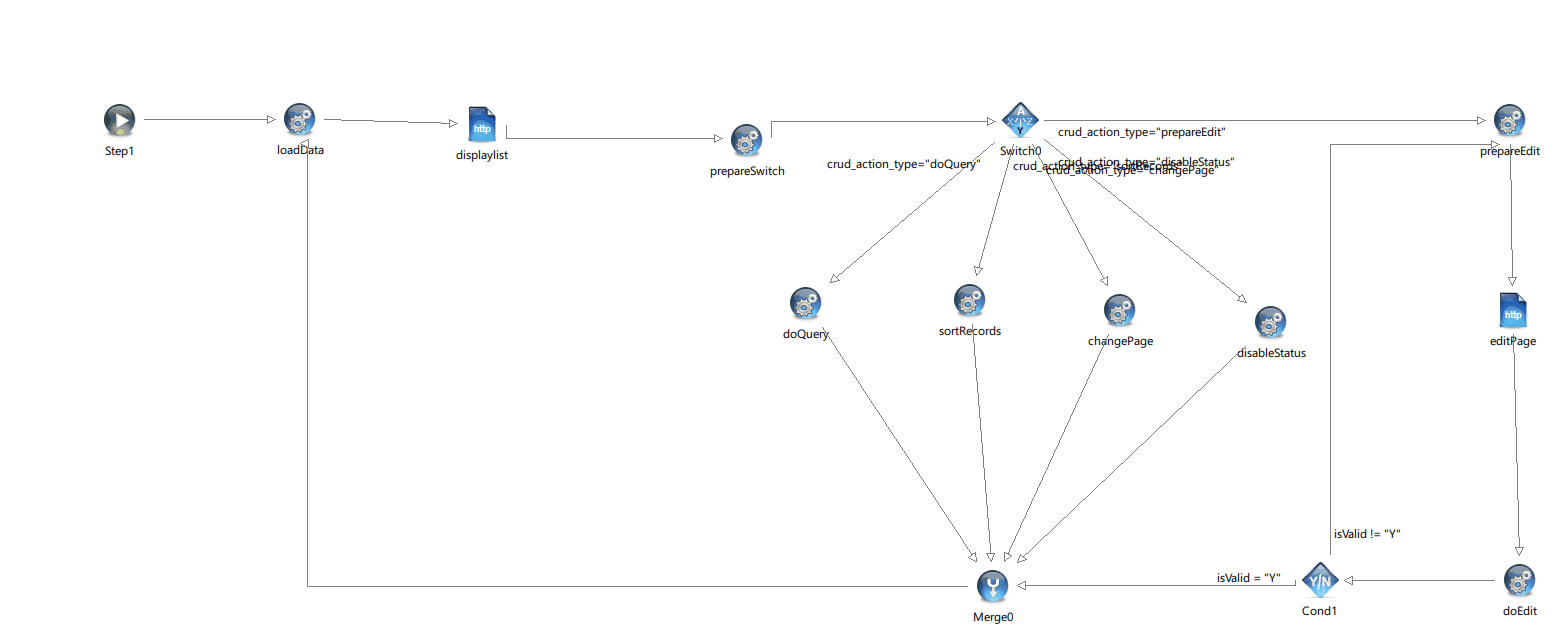 Step1
loadData
http
displaylist
prepareSwitch
A
X Y Z
Y
Switch0
crud_action_type="prepareEdit"
prepareEdit
crud_action_type="doQuery"
crud_action_type="disableStatus"
crud_action_type="sortRecords"
crud_action_type="changePage"
doQuery
sortRecords
changePage
disableStatus
http
editPage
isValid != "Y"
isValid = "Y"
Y
Merge0
Y/N
Cond1
doEdit